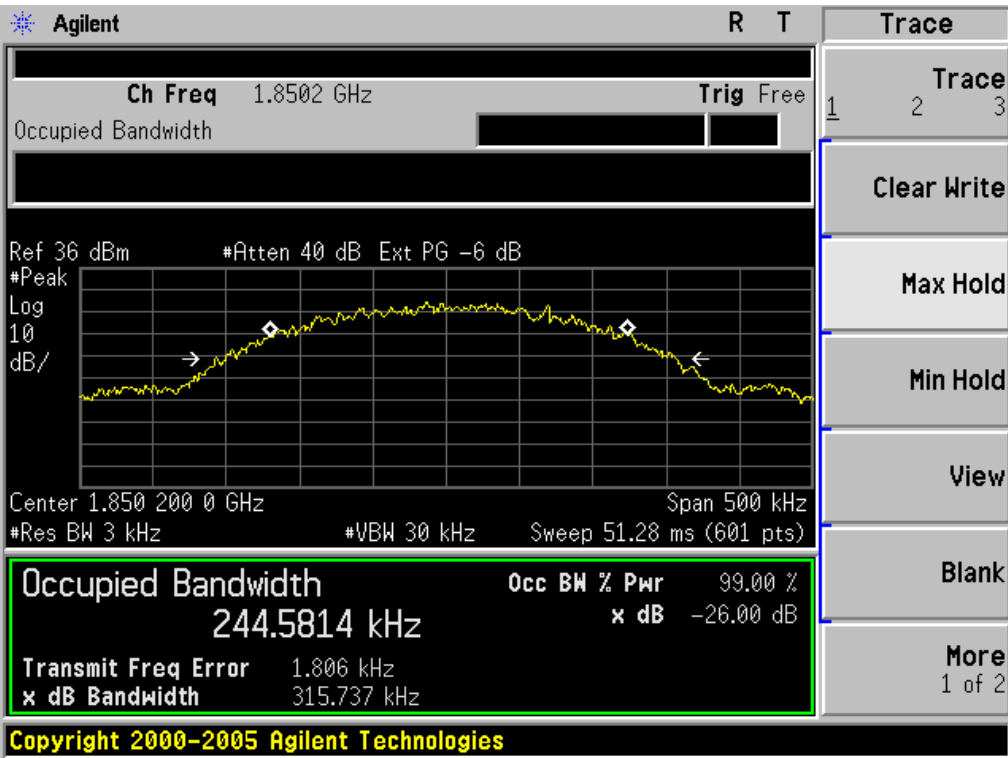 Agilent R T
Ch Freq 1.8502 GHz Trig Free
Occupied Bandwidth
Ref 36 dBm #Atten 40 dB Ext PG -6 dB
#Peak
Log
10
dB/
Center 1.850 200 0 GHz Span 500 kHz
#Res BW 3 kHz #VBW 30 kHz Sweep 51.28 ms (601 pts)
Occupied Bandwidth
244.5814 kHz
Occ BW % Pwr 99.00 %
x dB -26.00 dB
Transmit Freq Error 1.806 kHz
x dB Bandwidth 315.737 kHz
Copyright 2000-2005 Agilent Technologies
Trace
Trace
1 2 3
Clear Write
Max Hold
Min Hold
View
Blank
More
1 of 2